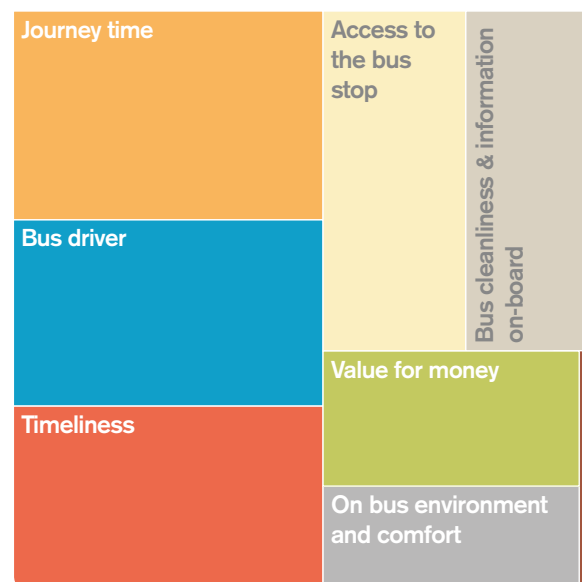 Journey time
Access to
the bus
stop
Bus cleanliness & information
on-board
Bus driver
Value for money
Timeliness
On bus environment
and comfort